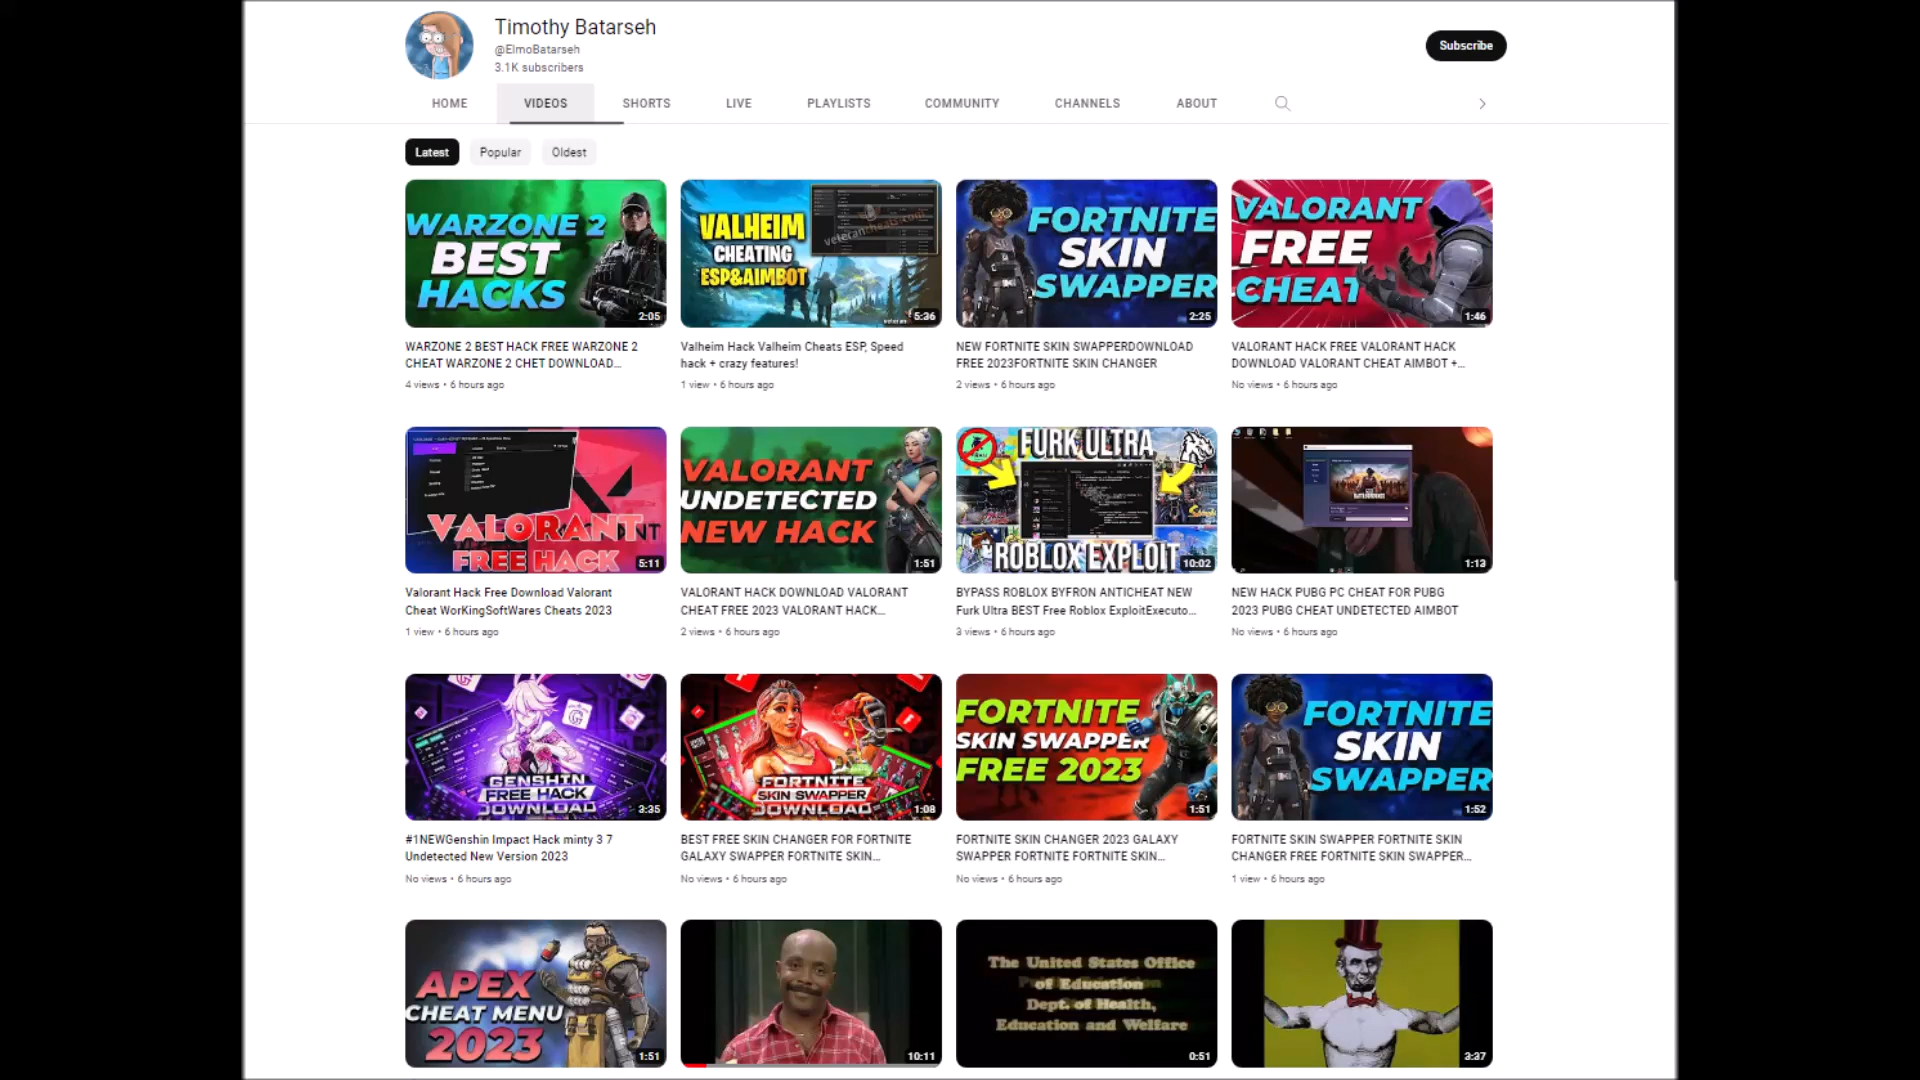 Timothy Batarseh
@ElmoBatarseh
3.1K subscribers
Subscribe
HOME VIDEOS SHORTS LIVE PLAYLISTS COMMUNITY CHANNELS ABOUT
Latest Popular Oldest
WARZONE 2
BEST
HACKS
2:05
VALHEIM
CHEATING
ESP&AIMBOT
5:36
FORTNITE
SKIN
SWAPPER
2:25
VALORANT
FREE
CHEAT
1:46
WARZONE 2 BEST HACK FREE WARZONE 2
CHEAT WARZONE 2 CHET DOWNLOAD...
4 views • 6 hours ago
Valheim Hack Valheim Cheats ESP, Speed
hack + crazy features!
1 view • 6 hours ago
NEW FORTNITE SKIN SWAPPERDOWNLOAD
FREE 2023FORTNITE SKIN CHANGER
2 views • 6 hours ago
VALORANT HACK FREE VALORANT HACK
DOWNLOAD VALORANT CHEAT AIMBOT +...
No views • 6 hours ago
VALORANT
FREE HACK
5:11
VALORANT
UNDETECTED
NEW HACK
1:51
FURK ULTRA
ROBLOX EXPLOIT
10:02
1:13
Valorant Hack Free Download Valorant
Cheat WorKingSoftWares Cheats 2023
1 view • 6 hours ago
VALORANT HACK DOWNLOAD VALORANT
CHEAT FREE 2023 VALORANT HACK...
2 views • 6 hours ago
BYPASS ROBLOX BYFRON ANTICHEAT NEW
Furk Ultra BEST Free Roblox ExploitExecuto...
3 views • 6 hours ago
NEW HACK PUBG PC CHEAT FOR PUBG
2023 PUBG CHEAT UNDETECTED AIMBOT
No views • 6 hours ago
GENSHIN
FREE HACK
DOWNLOAD
3:35
FORTNITE
SKIN SWAPPER
DOWNLOAD
1:08
FORTNITE
SKIN SWAPPER
FREE 2023
1:51
FORTNITE
SKIN
SWAPPER
1:52
#1NEWGenshin Impact Hack minty 3 7
Undetected New Version 2023
No views • 6 hours ago
BEST FREE SKIN CHANGER FOR FORTNITE
GALAXY SWAPPER FORTNITE SKIN...
No views • 6 hours ago
FORTNITE SKIN CHANGER 2023 GALAXY
SWAPPER FORTNITE FORTNITE SKIN...
No views • 6 hours ago
FORTNITE SKIN SWAPPER FORTNITE SKIN
CHANGER FREE FORTNITE SKIN SWAPPER...
1 view • 6 hours ago
APEX
CHEAT MENU
2023
1:51
10:11
The United States Office
of Education
Dept. of Health,
Education and Welfare
0:51
3:37